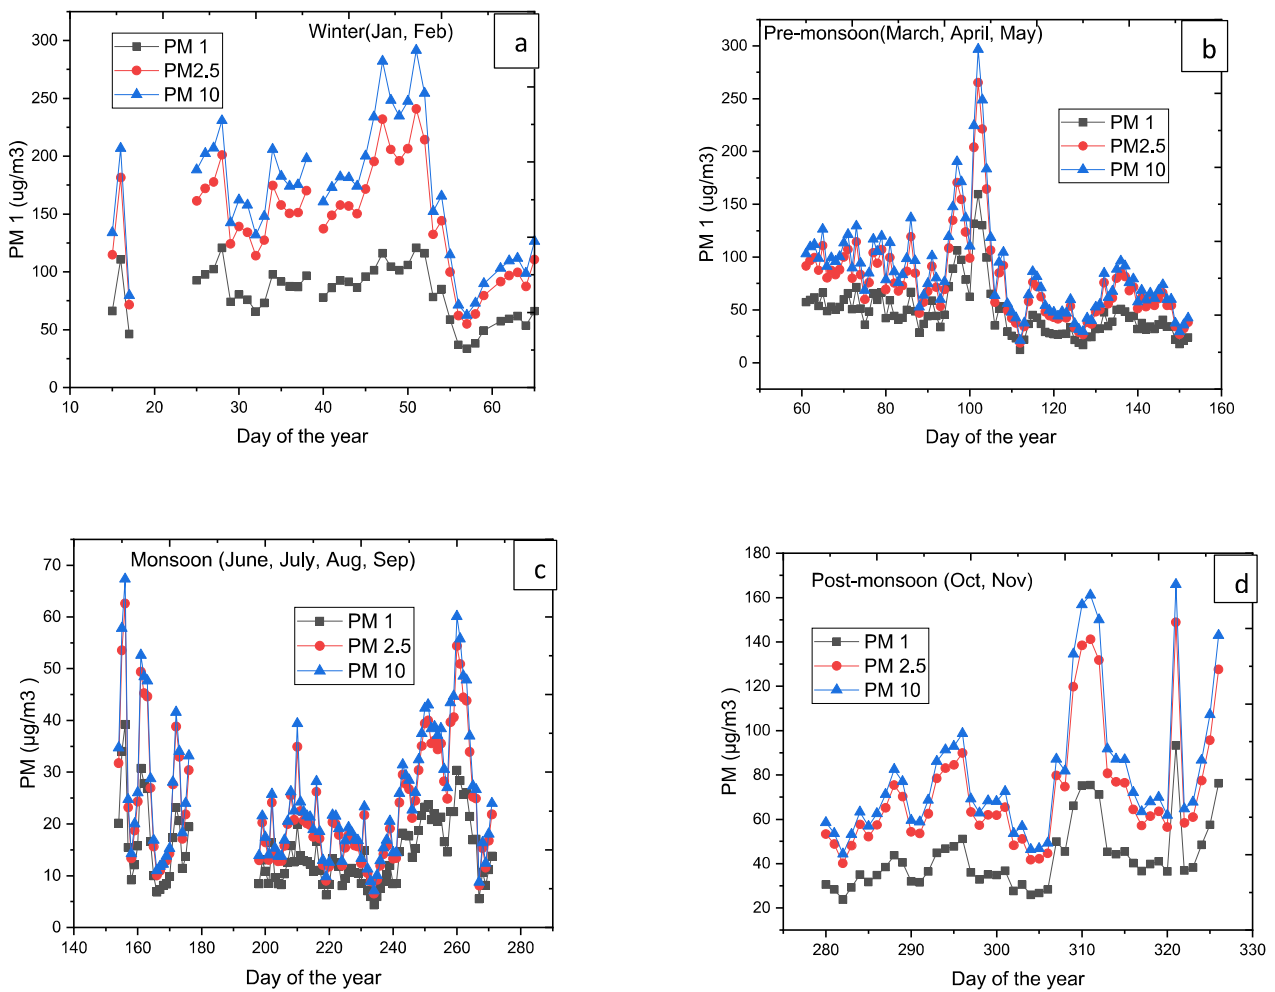 Winter(Jan, Feb)
a
PM 1
PM2.5
PM 10
PM 1 (ug/m3)
300
250
200
150
100
50
0
10 20 30 40 50 60
Day of the year
Pre-monsoon(March, April, May)
b
PM 1
PM2.5
PM 10
PM 1 (ug/m3)
300
250
200
150
100
50
0
60 80 100 120 140 160
Day of the year
Monsoon (June, July, Aug, Sep)
c
PM 1
PM 2.5
PM 10
PM (µg/m3 )
70
60
50
40
30
20
10
0
140 160 180 200 220 240 260 280
Day of the year
Post-monsoon (Oct, Nov)
d
PM 1
PM 2.5
PM 10
PM (µg/m3 )
180
160
140
120
100
80
60
40
20
280 290 300 310 320 330
Day of the year